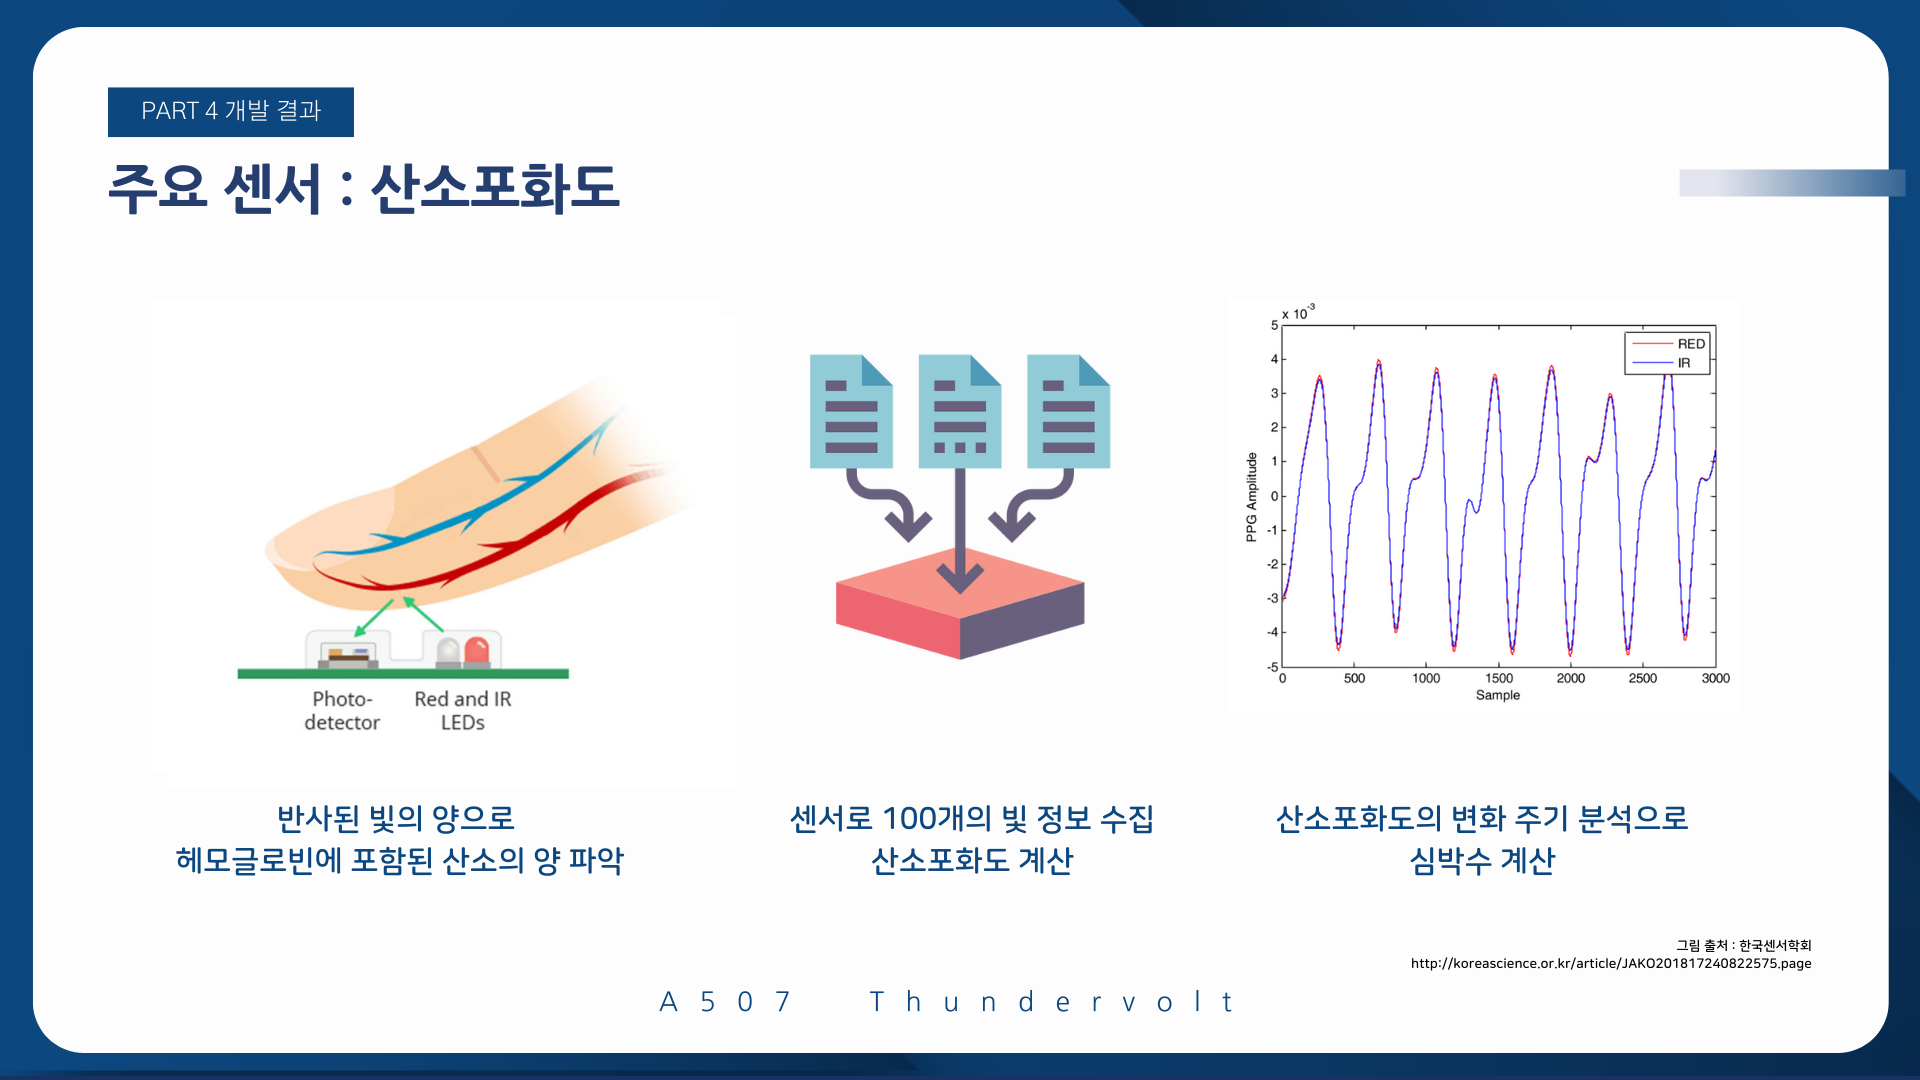 PART 4 개발 결과
주요 센서 : 산소포화도
Photo-
detector
Red and IR
LEDs
반사된 빛의 양으로
헤모글로빈에 포함된 산소의 양 파악
센서로 100개의 빛 정보 수집
산소포화도 계산
x 10^-3
RED
IR
5
4
3
2
1
0
-1
-2
-3
-4
-5
PPG Amplitude
0 500 1000 1500 2000 2500 3000
Sample
산소포화도의 변화 주기 분석으로
심박수 계산
그림 출처 : 한국센서학회
http://koreascience.or.kr/article/JAKO201817240822575.page
A507 Thundervolt